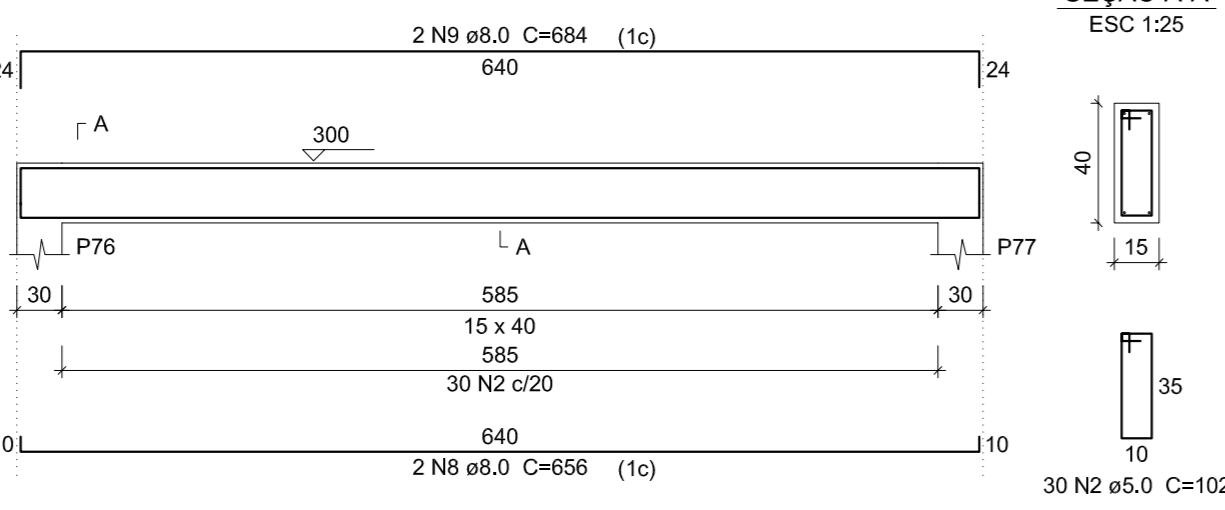 ESC 1:25
2 N9 ø8.0 C=684 (1c)
640
24
A
300
40
15
P76
A
P77
30
585
30
15 x 40
585
30 N2 c/20
35
10
640
10
2 N8 ø8.0 C=656 (1c)
30 N2 ø5.0 C=102